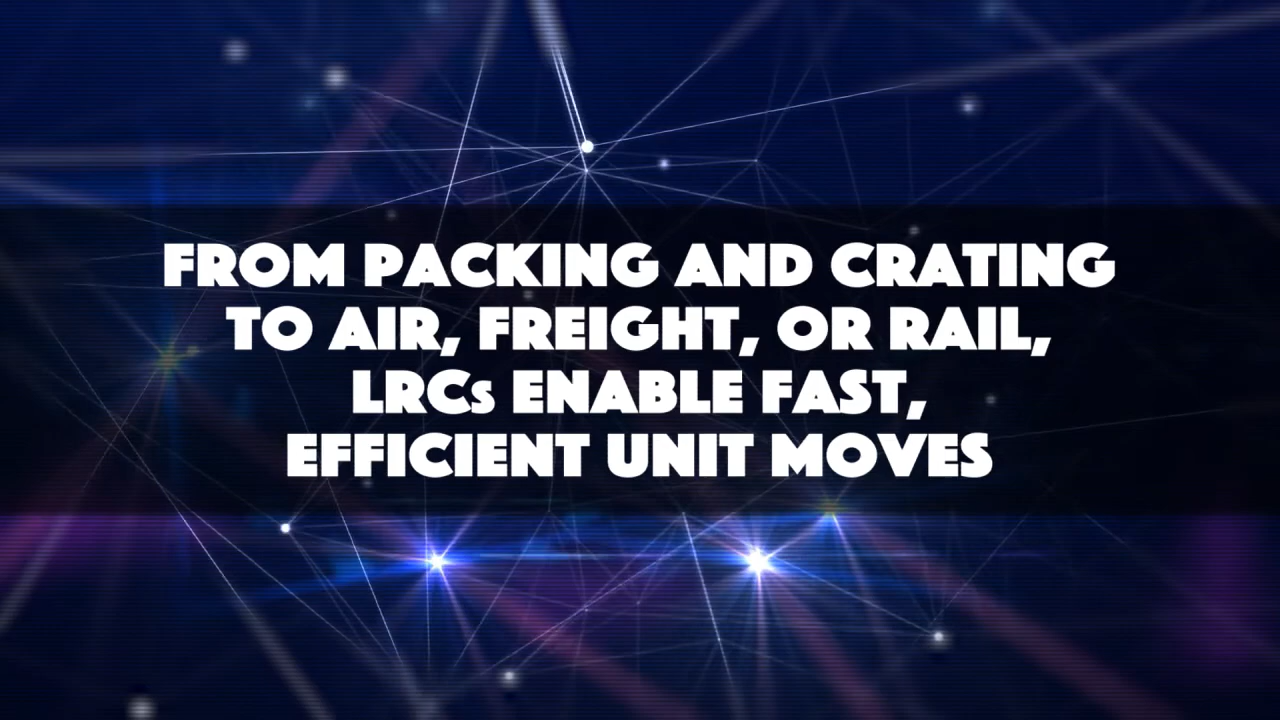 FROM PACKING AND CRATING
TO AIR, FREIGHT, OR RAIL,
LRCs ENABLE FAST,
EFFICIENT UNIT MOVES